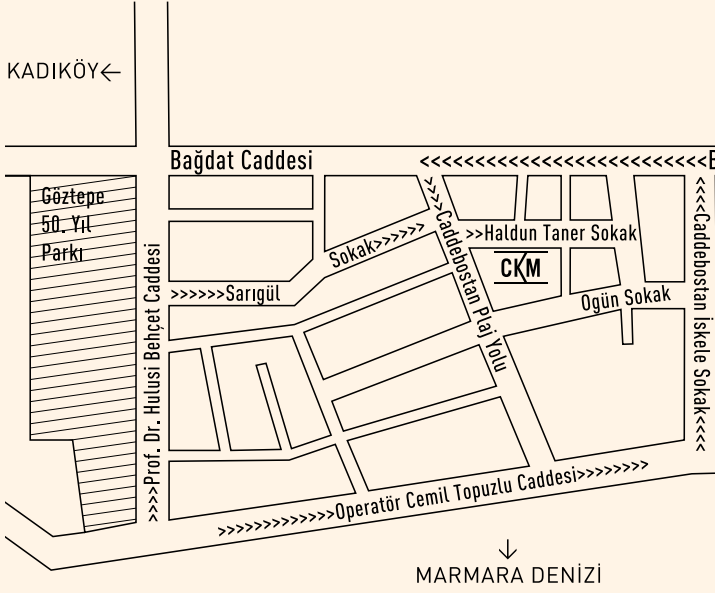 KADIKÖY←
Bağdat Caddesi
<<<<<<<<<<<<<<<<<<<<<<<<<<
Göztepe
50. Yıl
Parkı
>>>>Prof. Dr. Hulusi Behçet Caddesi
>>>>>>Sarıgül
Sokak>>>>>>
>>>>Caddebostan Plaj Yolu
>>Haldun Taner Sokak
CKM
Ogün Sokak
<<<<Caddebostan İskele Sokak<<<<
>>>>>>>>>>>>>Operatör Cemil Topuzlu Caddesi>>>>>>>>
↓
MARMARA DENİZİ